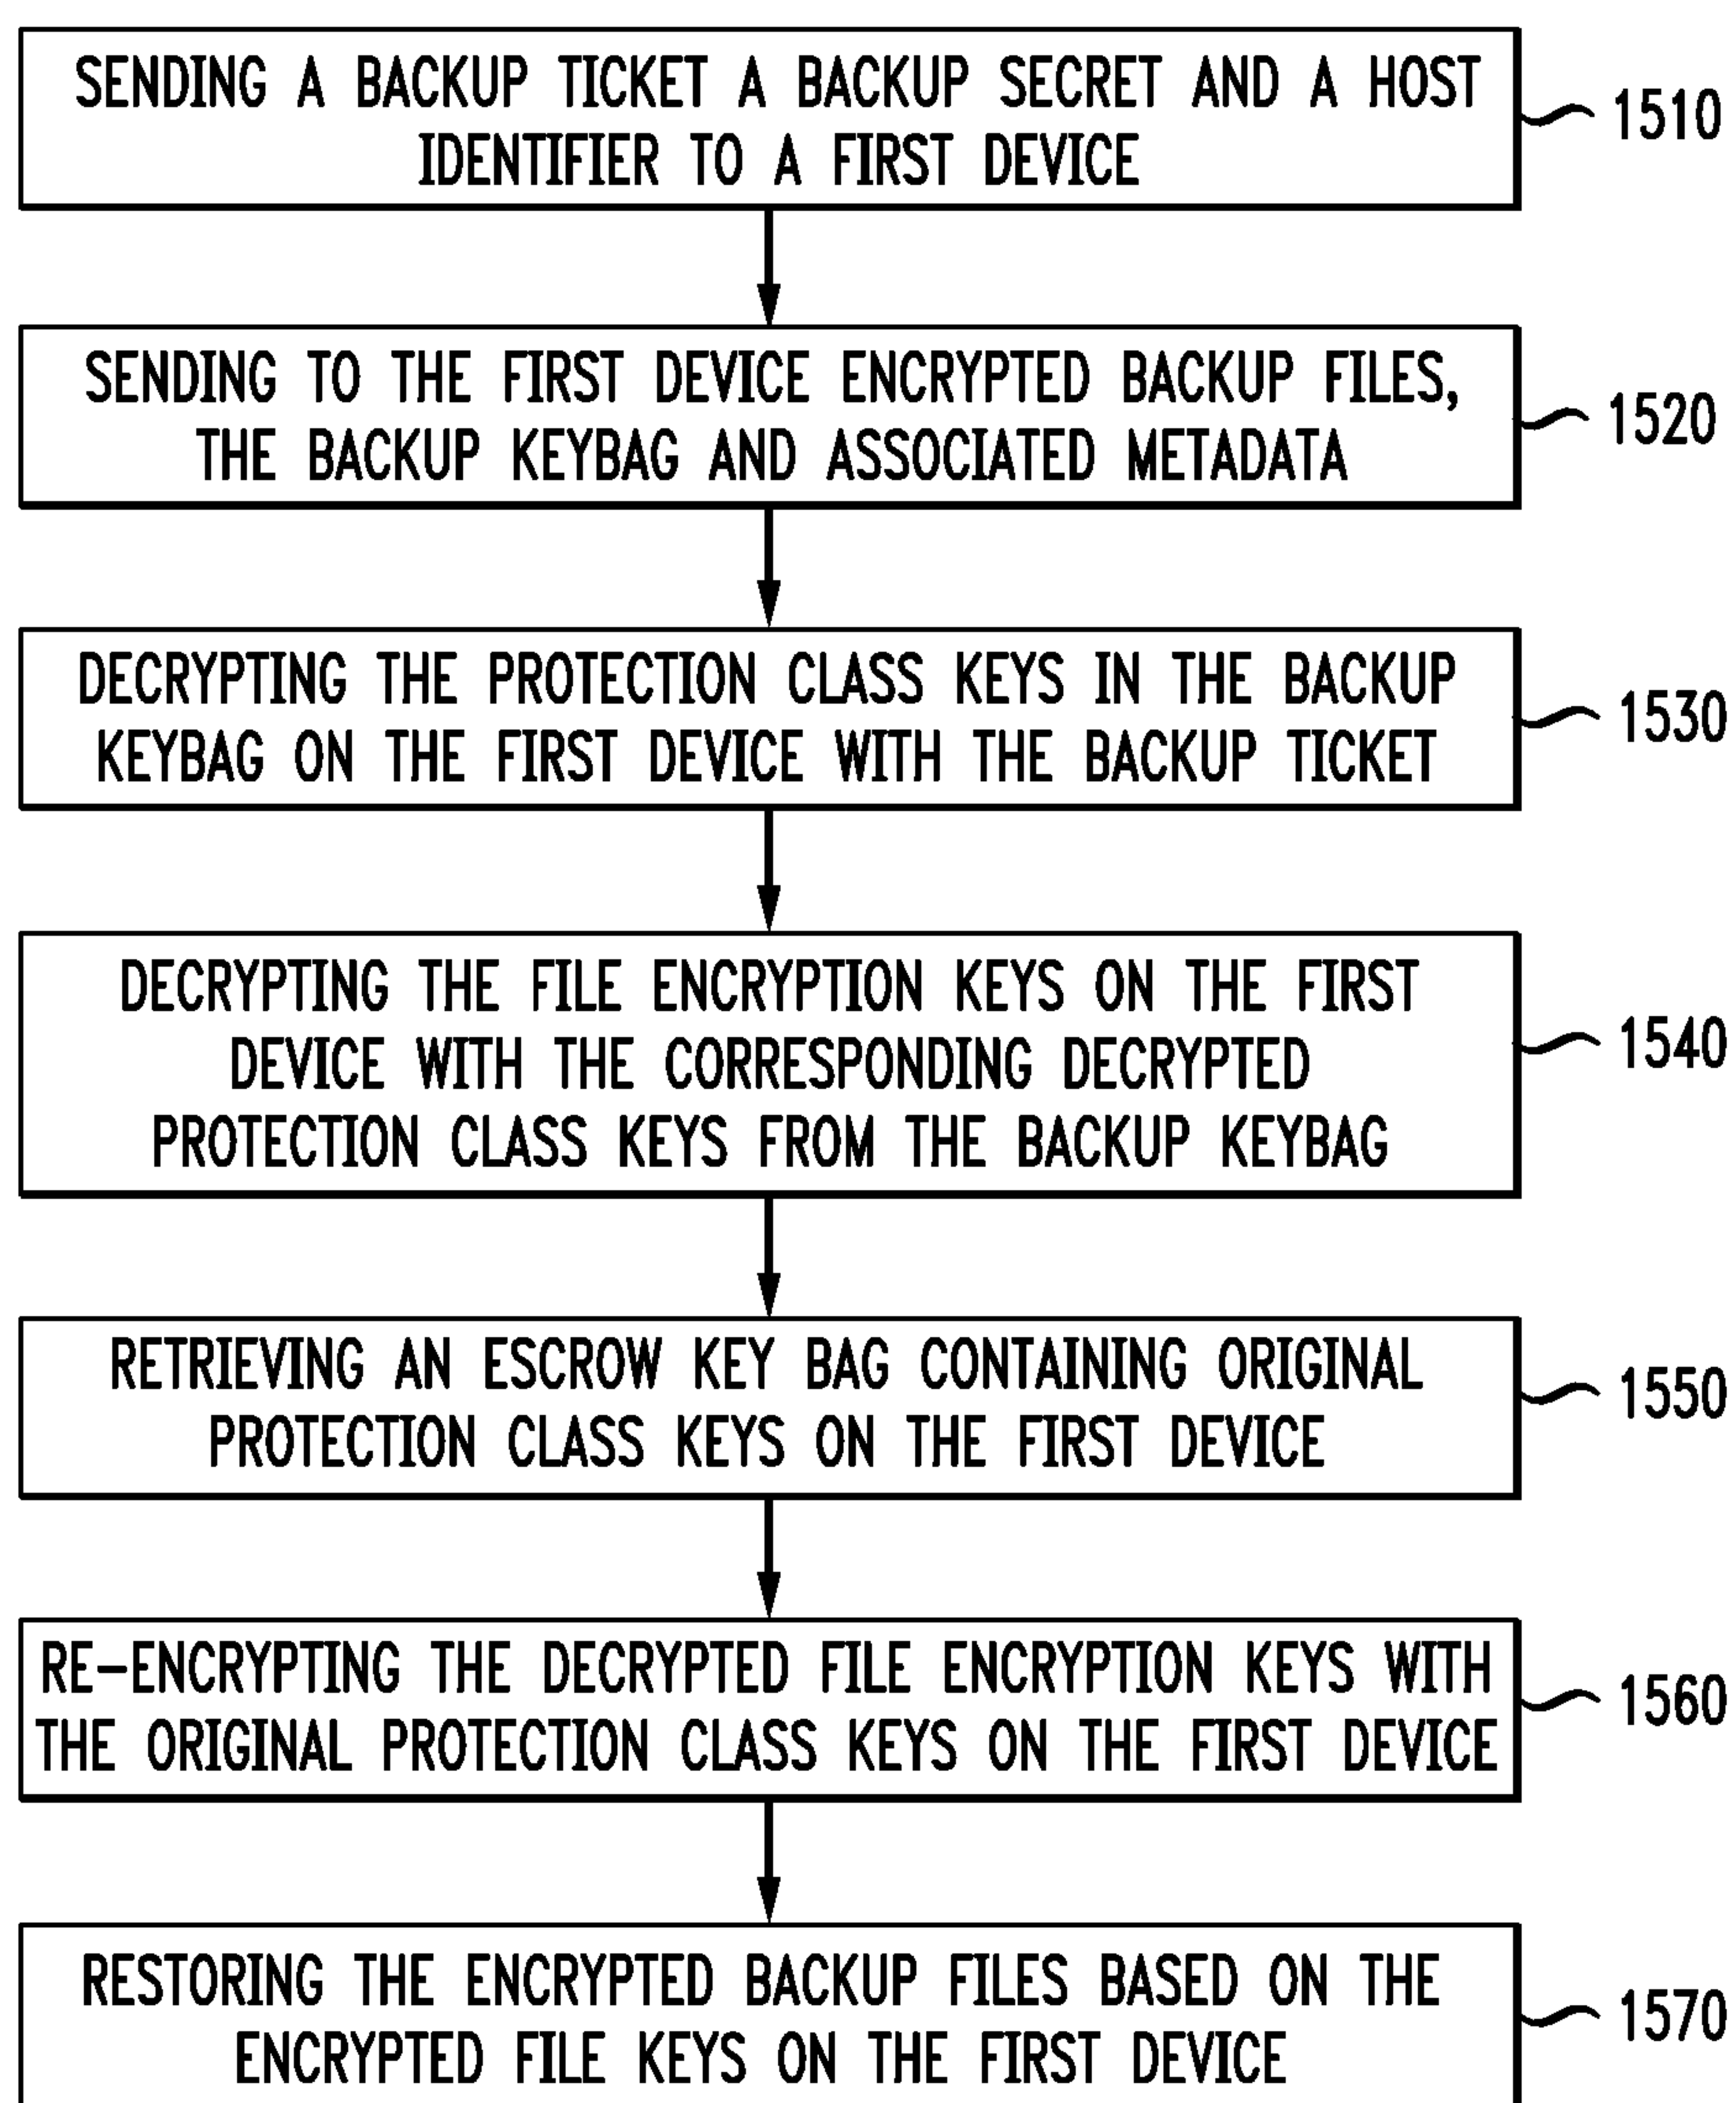 SENDING A BACKUP TICKET A BACKUP SECRET AND A HOST
IDENTIFIER TO A FIRST DEVICE
1510
SENDING TO THE FIRST DEVICE ENCRYPTED BACKUP FILES,
THE BACKUP KEYBAG AND ASSOCIATED METADATA
1520
DECRYPTING THE PROTECTION CLASS KEYS IN THE BACKUP
KEYBAG ON THE FIRST DEVICE WITH THE BACKUP TICKET
1530
DECRYPTING THE FILE ENCRYPTION KEYS ON THE FIRST
DEVICE WITH THE CORRESPONDING DECRYPTED
PROTECTION CLASS KEYS FROM THE BACKUP KEYBAG
1540
RETRIEVING AN ESCROW KEY BAG CONTAINING ORIGINAL
PROTECTION CLASS KEYS ON THE FIRST DEVICE
1550
RE-ENCRYPTING THE DECRYPTED FILE ENCRYPTION KEYS WITH
THE ORIGINAL PROTECTION CLASS KEYS ON THE FIRST DEVICE
1560
RESTORING THE ENCRYPTED BACKUP FILES BASED ON THE
ENCRYPTED FILE KEYS ON THE FIRST DEVICE
1570